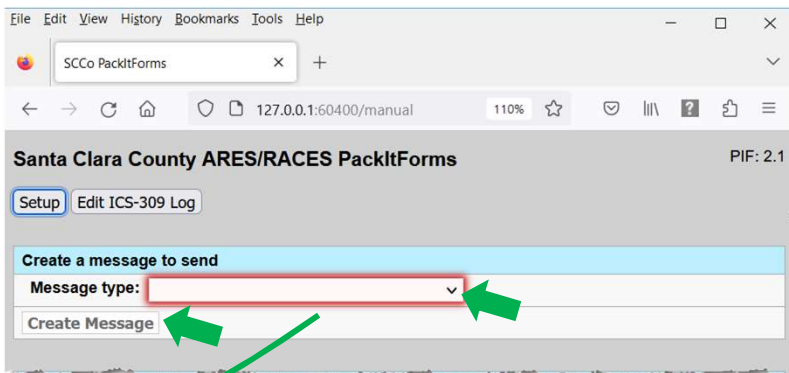 File Edit View History Bookmarks Tools Help
SCCo PackItForms
127.0.0.1:60400/manual 110%
Santa Clara County ARES/RACES PackItForms PIF: 2.1
Setup Edit ICS-309 Log
Create a message to send
Message type:
Create Message